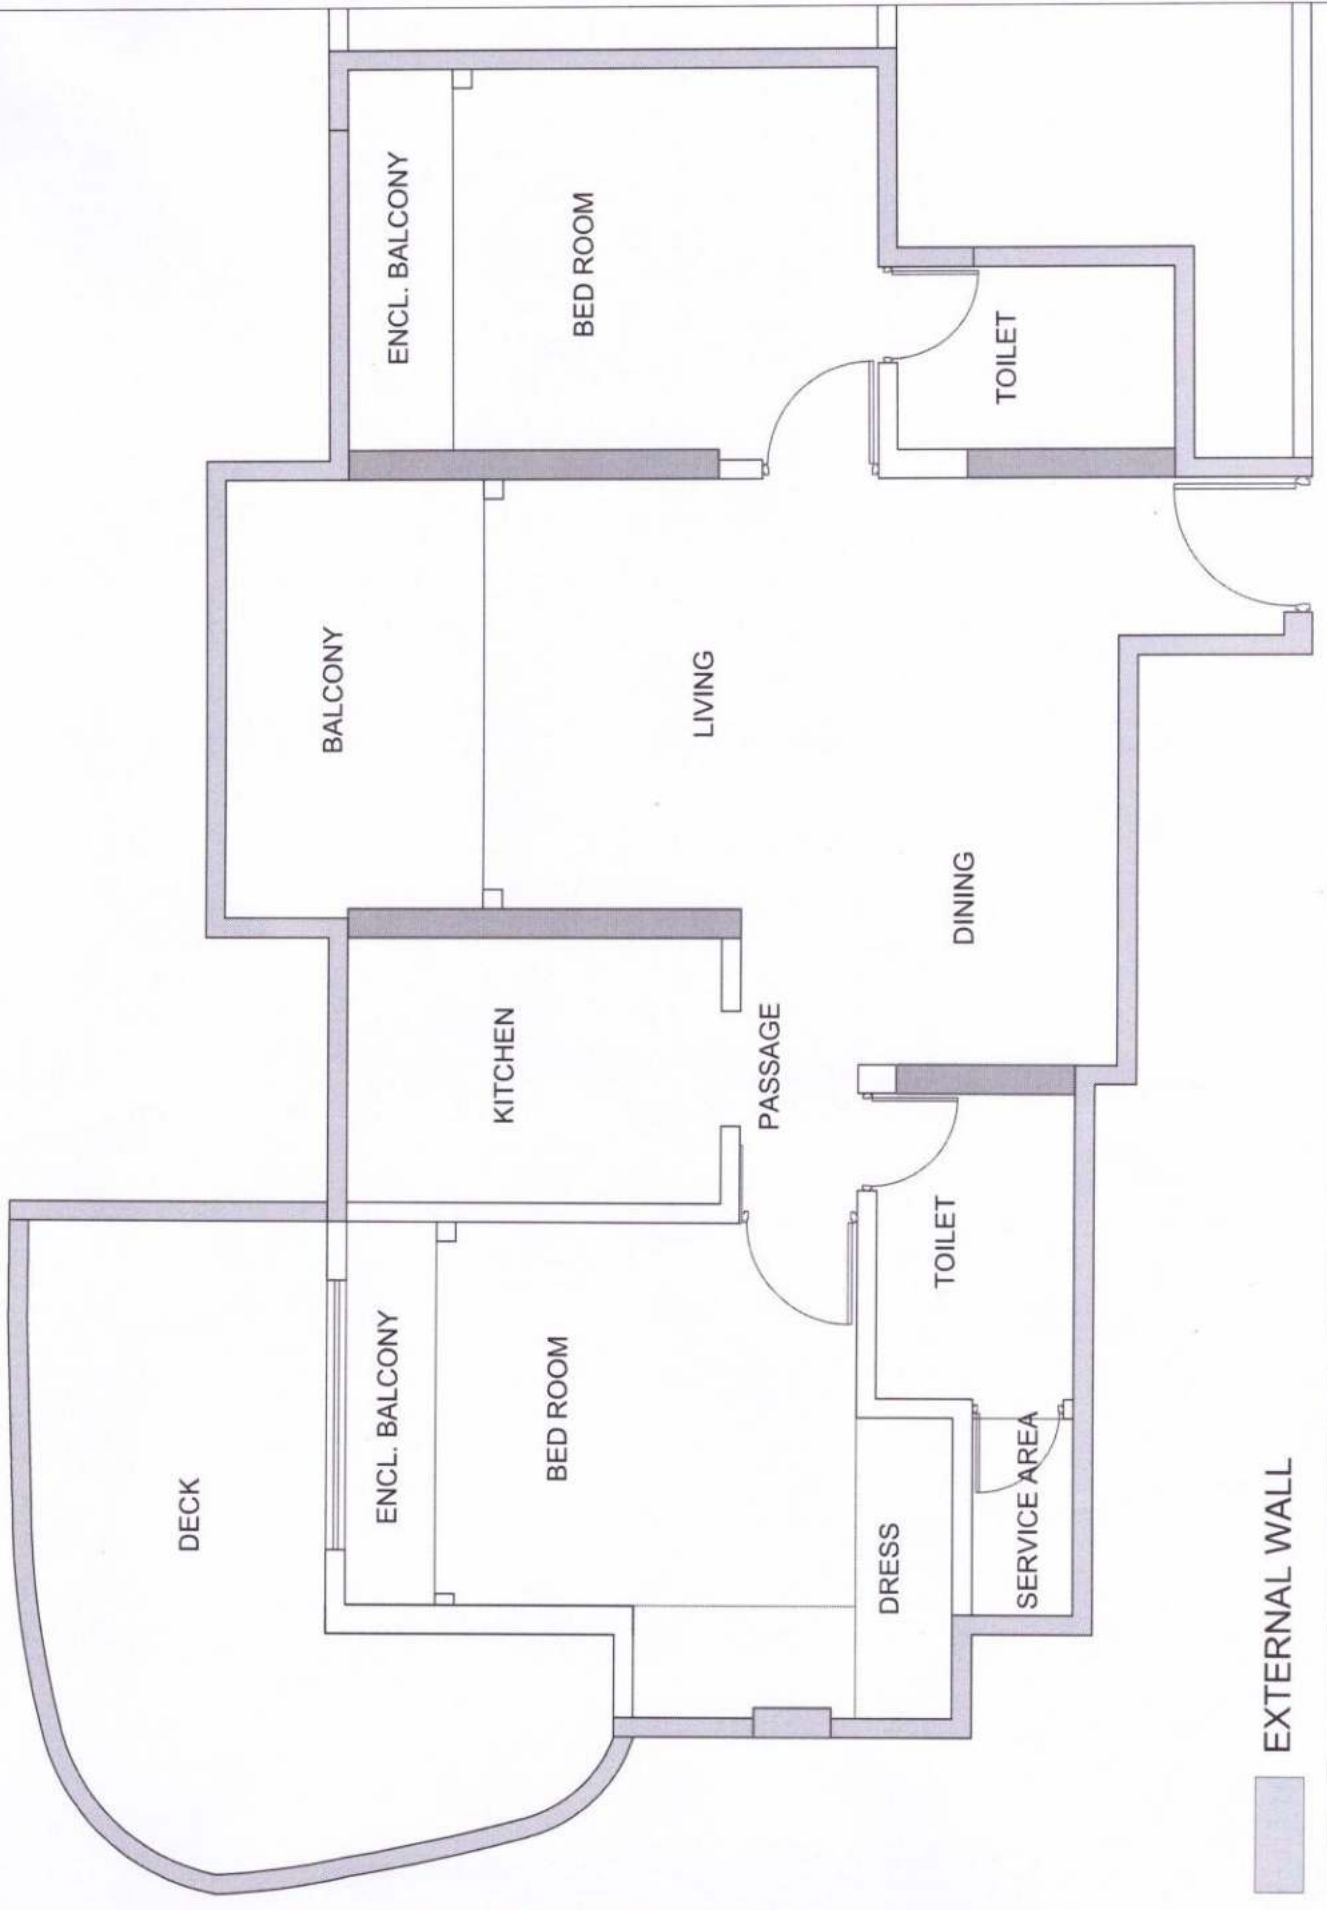 DECK
BALCONY
ENCL. BALCONY
ENCL. BALCONY
KITCHEN
BED ROOM
BED ROOM
LIVING
PASSAGE
DRESS
TOILET
DINING
TOILET
SERVICE AREA
EXTERNAL WALL